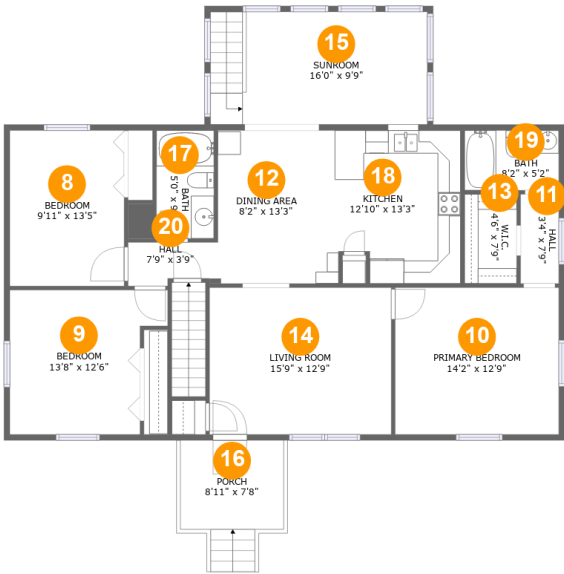 15
SUNROOM
16'0" x 9'9"
8
BEDROOM
9'11" x 13'5"
17
BATH
5'0" x 9
12
DINING AREA
8'2" x 13'3"
18
KITCHEN
12'10" x 13'3"
19
BATH
8'2" x 5'2"
13
W.I.C.
4'6" x 7'9"
11
HALL
3'4" x 7'9"
20
HALL
7'9" x 3'9"
9
BEDROOM
13'8" x 12'6"
14
LIVING ROOM
15'9" x 12'9"
10
PRIMARY BEDROOM
14'2" x 12'9"
16
PORCH
8'11" x 7'8"